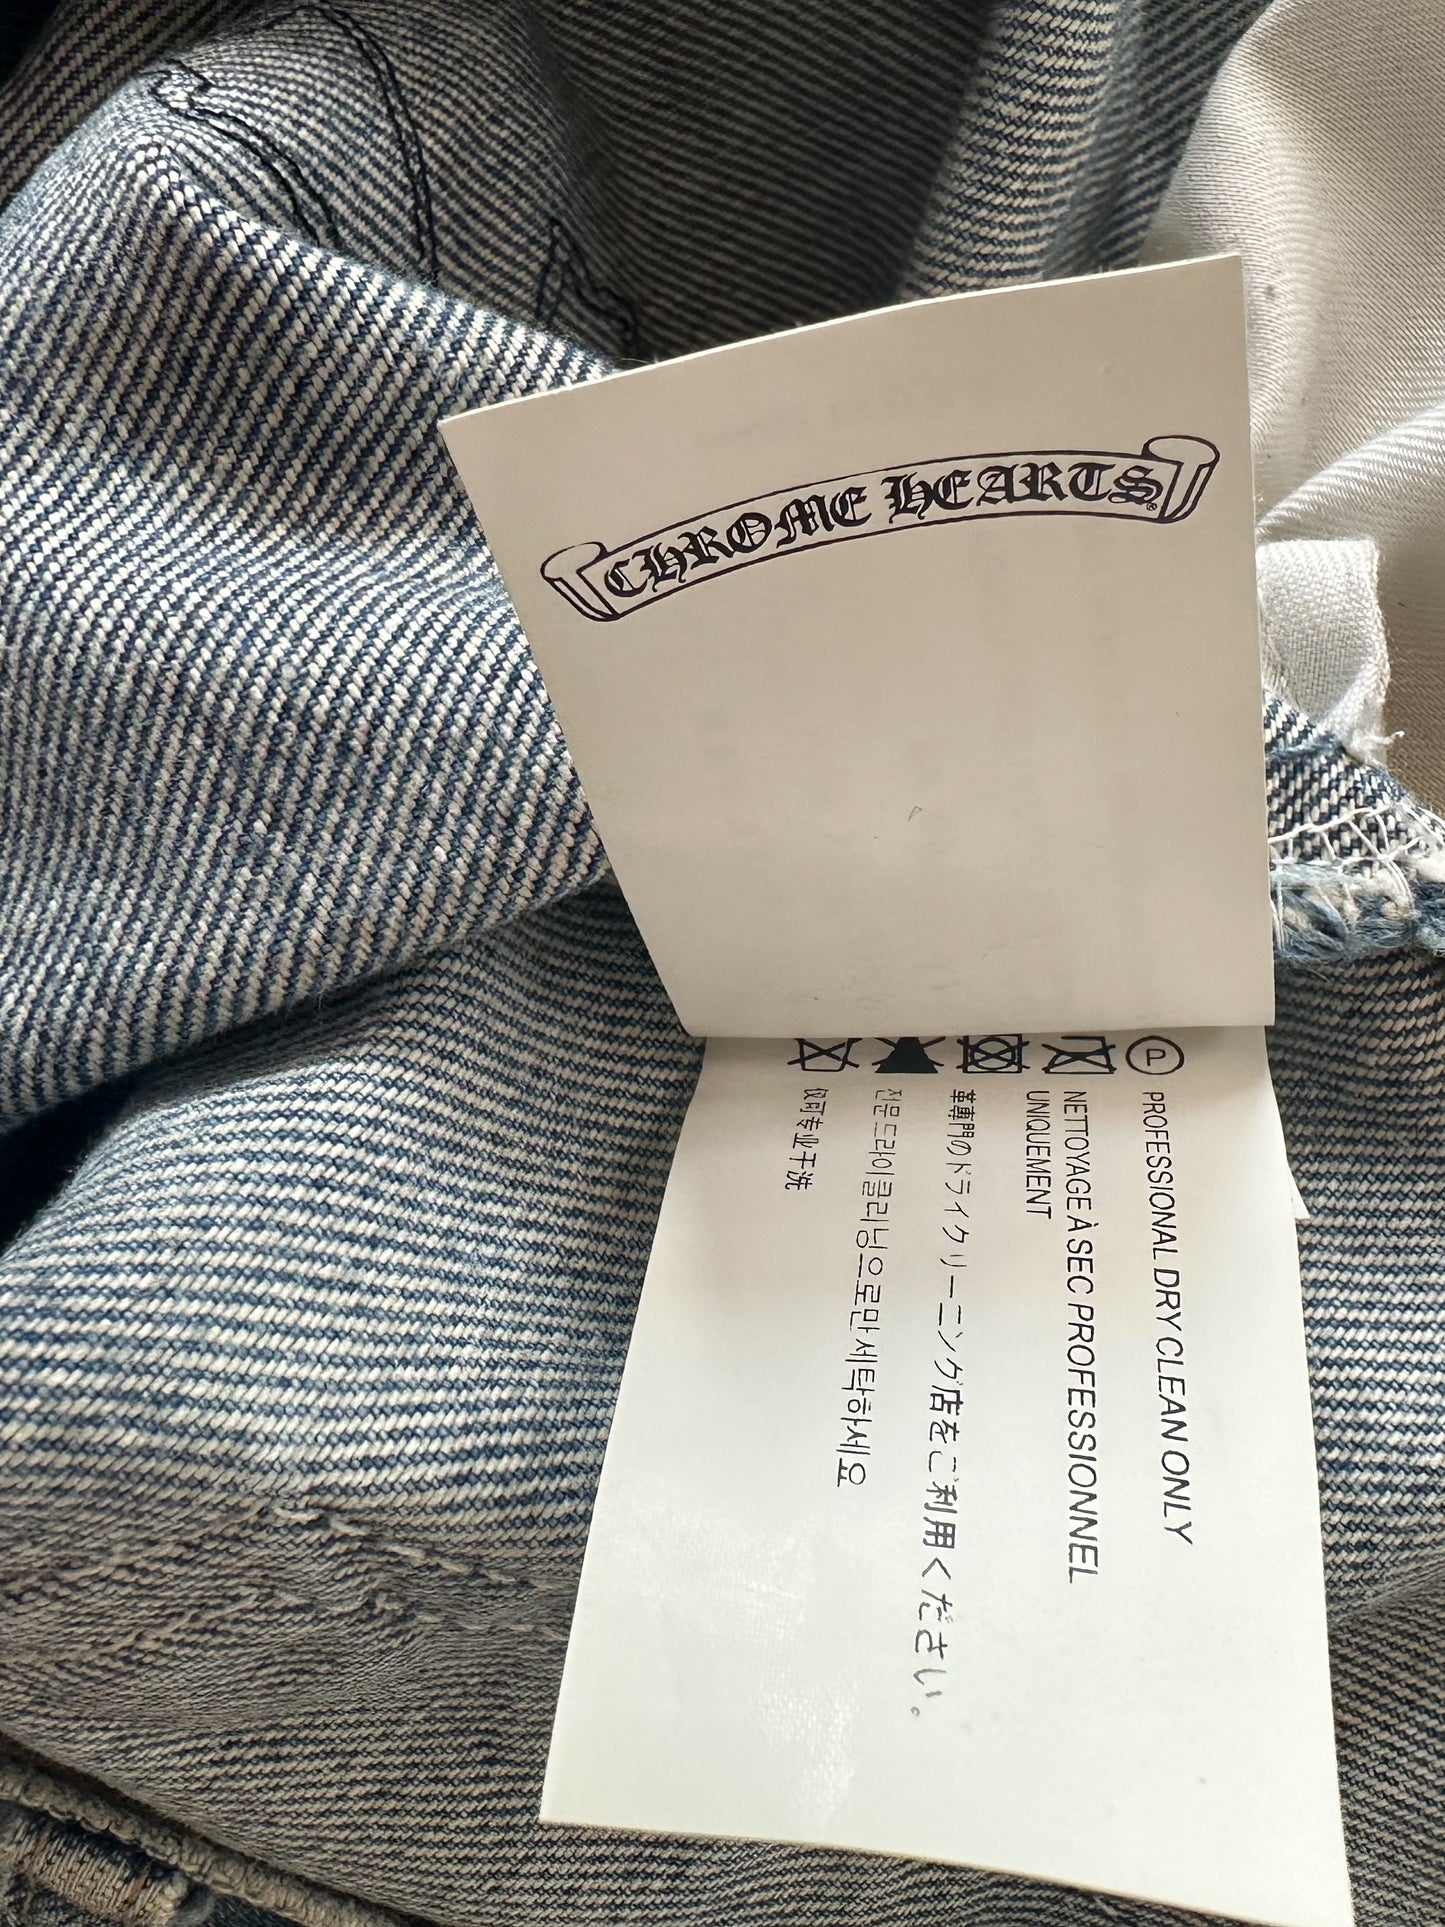 CHROME HEARTS®
P
PROFESSIONAL DRY CLEAN ONLY
NETTOYAGE À SEC PROFESSIONNEL
UNIQUEMENT
革専門のドライクリーニング店をご利用ください。
전문 드라이클리닝으로만 세탁하세요
仅可专业干洗